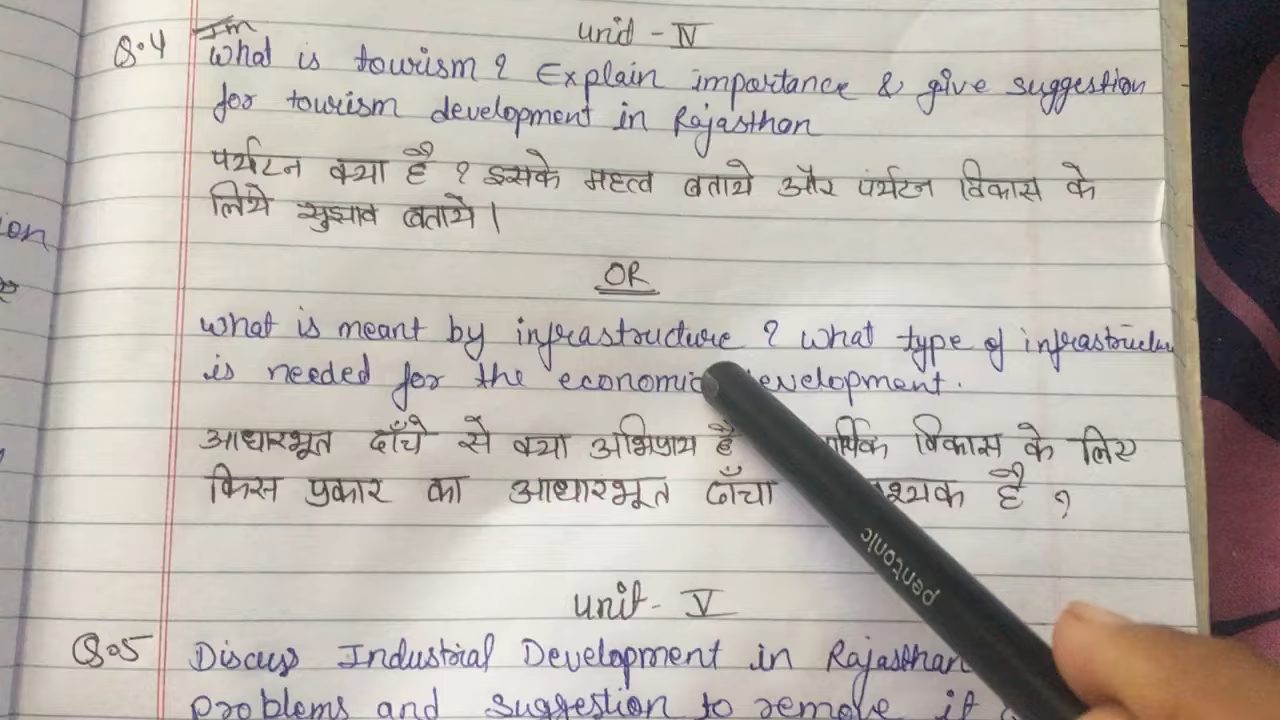 Unit - IV
Q.4 Imp
What is tourism? Explain importance & give suggestion
for tourism development in Rajasthan
पर्यटन क्या है ? इसके महत्व बताये और पर्यटन विकास के
लिये सुझाव बताये।
OR
What is meant by infrastructure ? What type of infrastructure
is needed for the economic development.
आधारभूत ढाँचे से क्या अभिप्राय है विकास के लिए
किस प्रकार का आधारभूत ढाँचा है ?
Unit - V
Q.5 Discuss Industrial Development in Rajasthan
problems and suggestion to remove it
pentonic